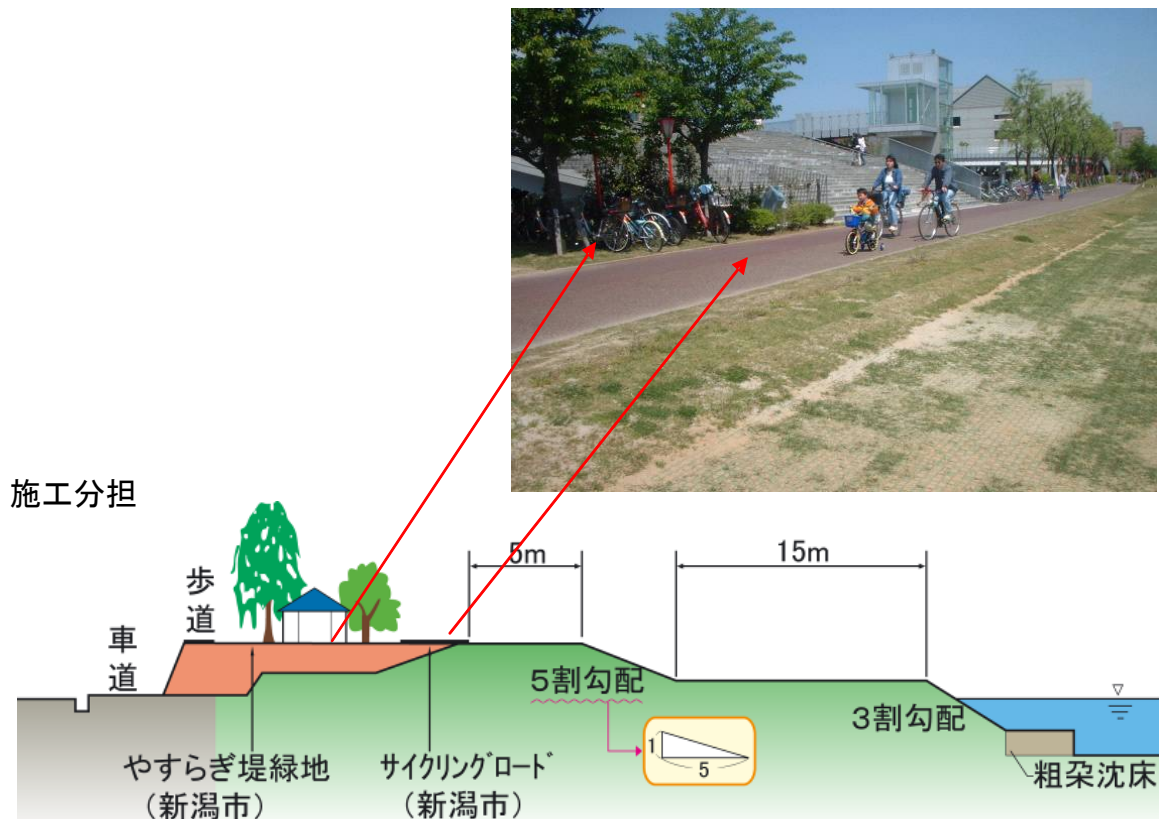 施工分担
5m
15m
歩道
車道
5割勾配
3割勾配
1
5
やすらぎ堤緑地
(新潟市)
サイクリングロード
(新潟市)
粗朶沈床